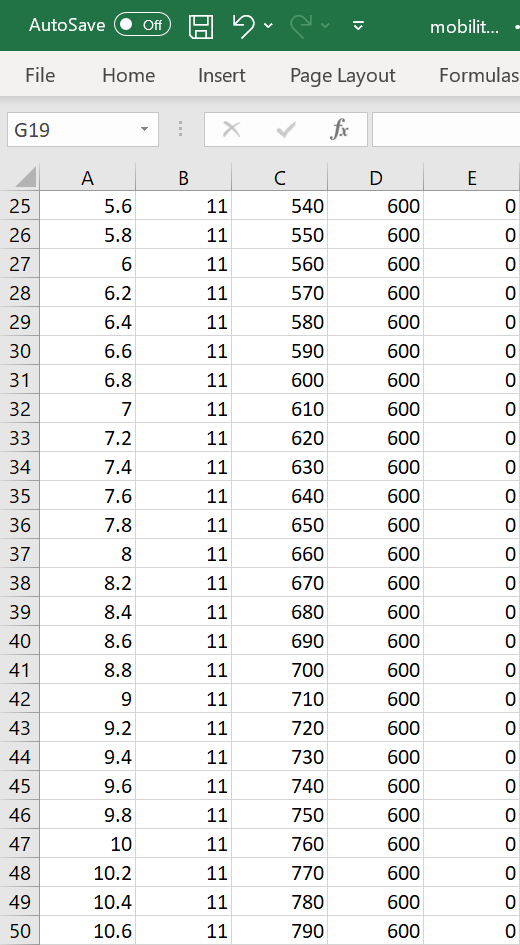 AutoSave Off mobilit...
File Home Insert Page Layout Formulas
G19 fx
A B C D E
25 5.6 11 540 600 0
26 5.8 11 550 600 0
27 6 11 560 600 0
28 6.2 11 570 600 0
29 6.4 11 580 600 0
30 6.6 11 590 600 0
31 6.8 11 600 600 0
32 7 11 610 600 0
33 7.2 11 620 600 0
34 7.4 11 630 600 0
35 7.6 11 640 600 0
36 7.8 11 650 600 0
37 8 11 660 600 0
38 8.2 11 670 600 0
39 8.4 11 680 600 0
40 8.6 11 690 600 0
41 8.8 11 700 600 0
42 9 11 710 600 0
43 9.2 11 720 600 0
44 9.4 11 730 600 0
45 9.6 11 740 600 0
46 9.8 11 750 600 0
47 10 11 760 600 0
48 10.2 11 770 600 0
49 10.4 11 780 600 0
50 10.6 11 790 600 0